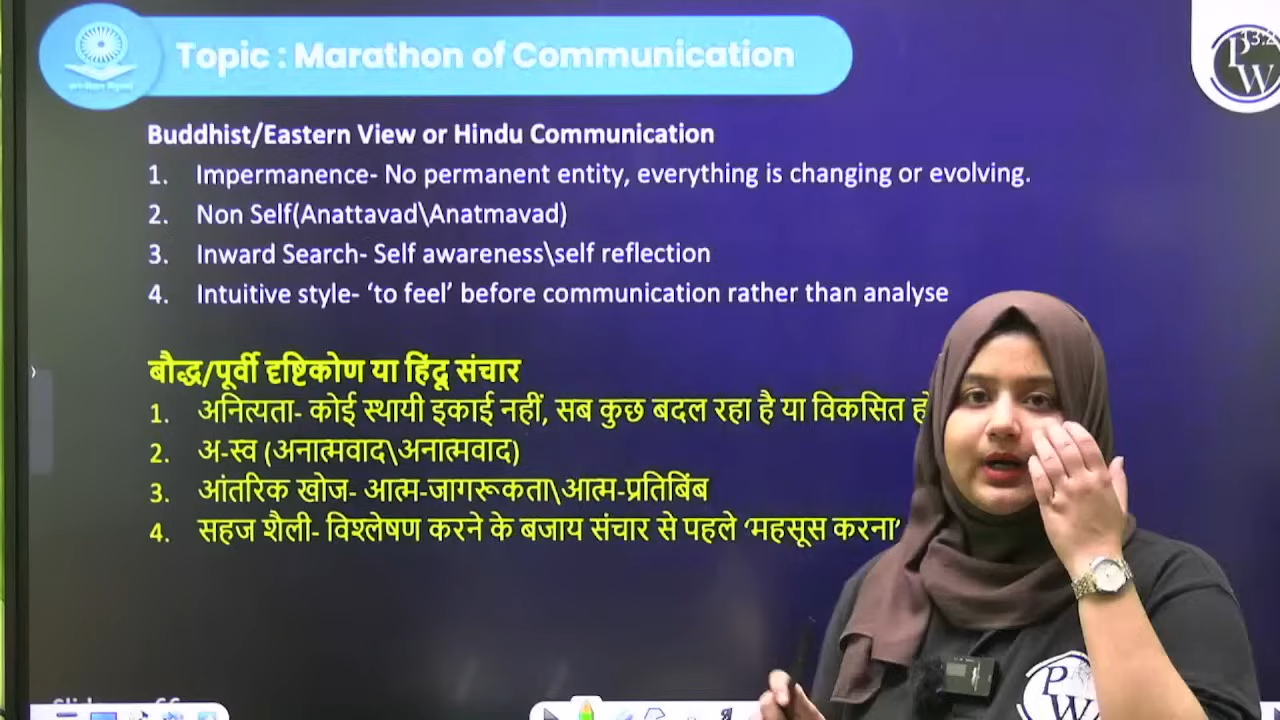 Topic : Marathon of Communication
PW
Buddhist/Eastern View or Hindu Communication
1. Impermanence- No permanent entity, everything is changing or evolving.
2. Non Self(Anattavad\Anatmavad)
3. Inward Search- Self awareness\self reflection
4. Intuitive style- ‘to feel’ before communication rather than analyse
बौद्ध/पूर्वी दृष्टिकोण या हिंदू संचार
1. अनित्यता- कोई स्थायी इकाई नहीं, सब कुछ बदल रहा है या विकसित
2. अ-स्व (अनात्मवाद\अनात्मवाद)
3. आंतरिक खोज- आत्म-जागरूकता\आत्म-प्रतिबिंब
4. सहज शैली- विश्लेषण करने के बजाय संचार से पहले ‘महसूस करना’
PW